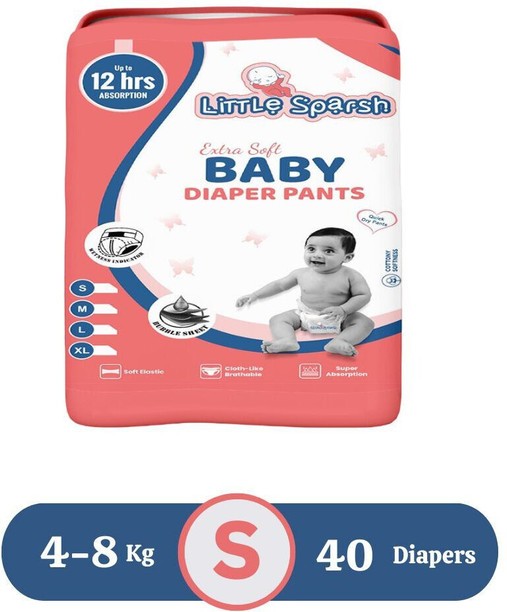 Up to
12 hrs
ABSORPTION
Little Sparsh
Extra Soft
BABY
DIAPER PANTS
Quick
Dry Pants
COTTONY
SOFTNESS
WETNESS INDICATOR
S
M
L
XL
BUBBLE SHEET
Soft Elastic
Cloth-Like
Brathable
Super
Absorption
4-8 Kg
S
40 Diapers